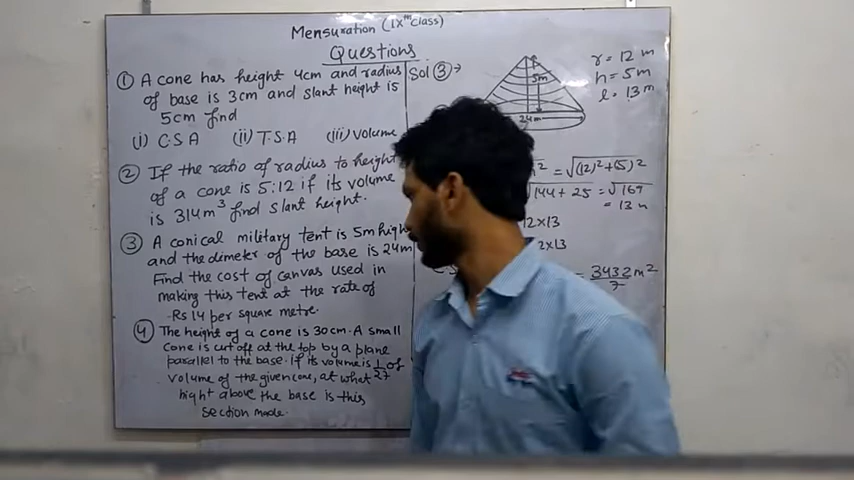 Mensuration (IXth class)
Questions
① A cone has height 4cm and radius
of base is 3cm and slant height is
5cm find
(i) C.S A (ii) T.S.A (iii) volume
② If the ratio of radius to height
of a cone is 5:12 if its volume
is 314m³ find slant height.
③ A conical military tent is 5m high
and the dimeter of the base is 24m
Find the cost of canvas used in
making this tent at the rate of
Rs 14 per square metre.
④ The height of a cone is 30cm. A small
cone is cut off at the top by a plane
parallel to the base. if its volume is 1/27 of
volume of the given cone, at what
hight above the base is this
section made.
Sol ③ →
5m
24m
r = 12 m
h = 5m
l = 13m
= √(12)²+(5)²
√144 + 25 = √169
= 13 m
12x13
2x13
= 3432/7 m²